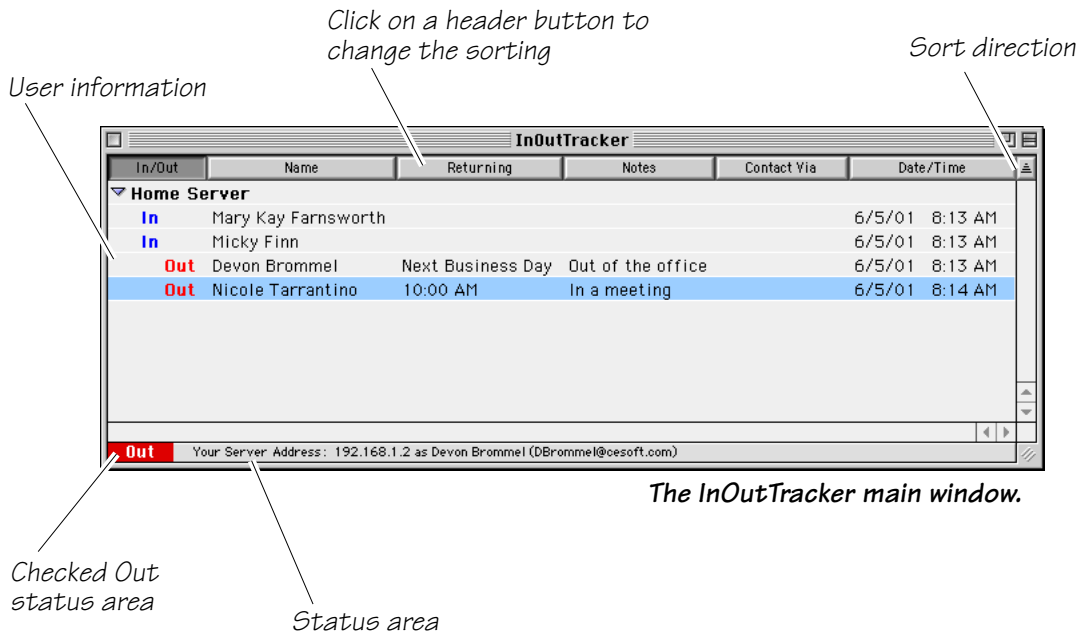 Click on a header button to
change the sorting
Sort direction
User information
InOutTracker
In/Out Name Returning Notes Contact Via Date/Time
Home Server
In Mary Kay Farnsworth 6/5/01 8:13 AM
In Micky Finn 6/5/01 8:13 AM
Out Devon Brommel Next Business Day Out of the office 6/5/01 8:13 AM
Out Nicole Tarrantino 10:00 AM In a meeting 6/5/01 8:14 AM
Out Your Server Address: 192.168.1.2 as Devon Brommel (DBrommel@cesoft.com)
The InOutTracker main window.
Checked Out
status area
Status area